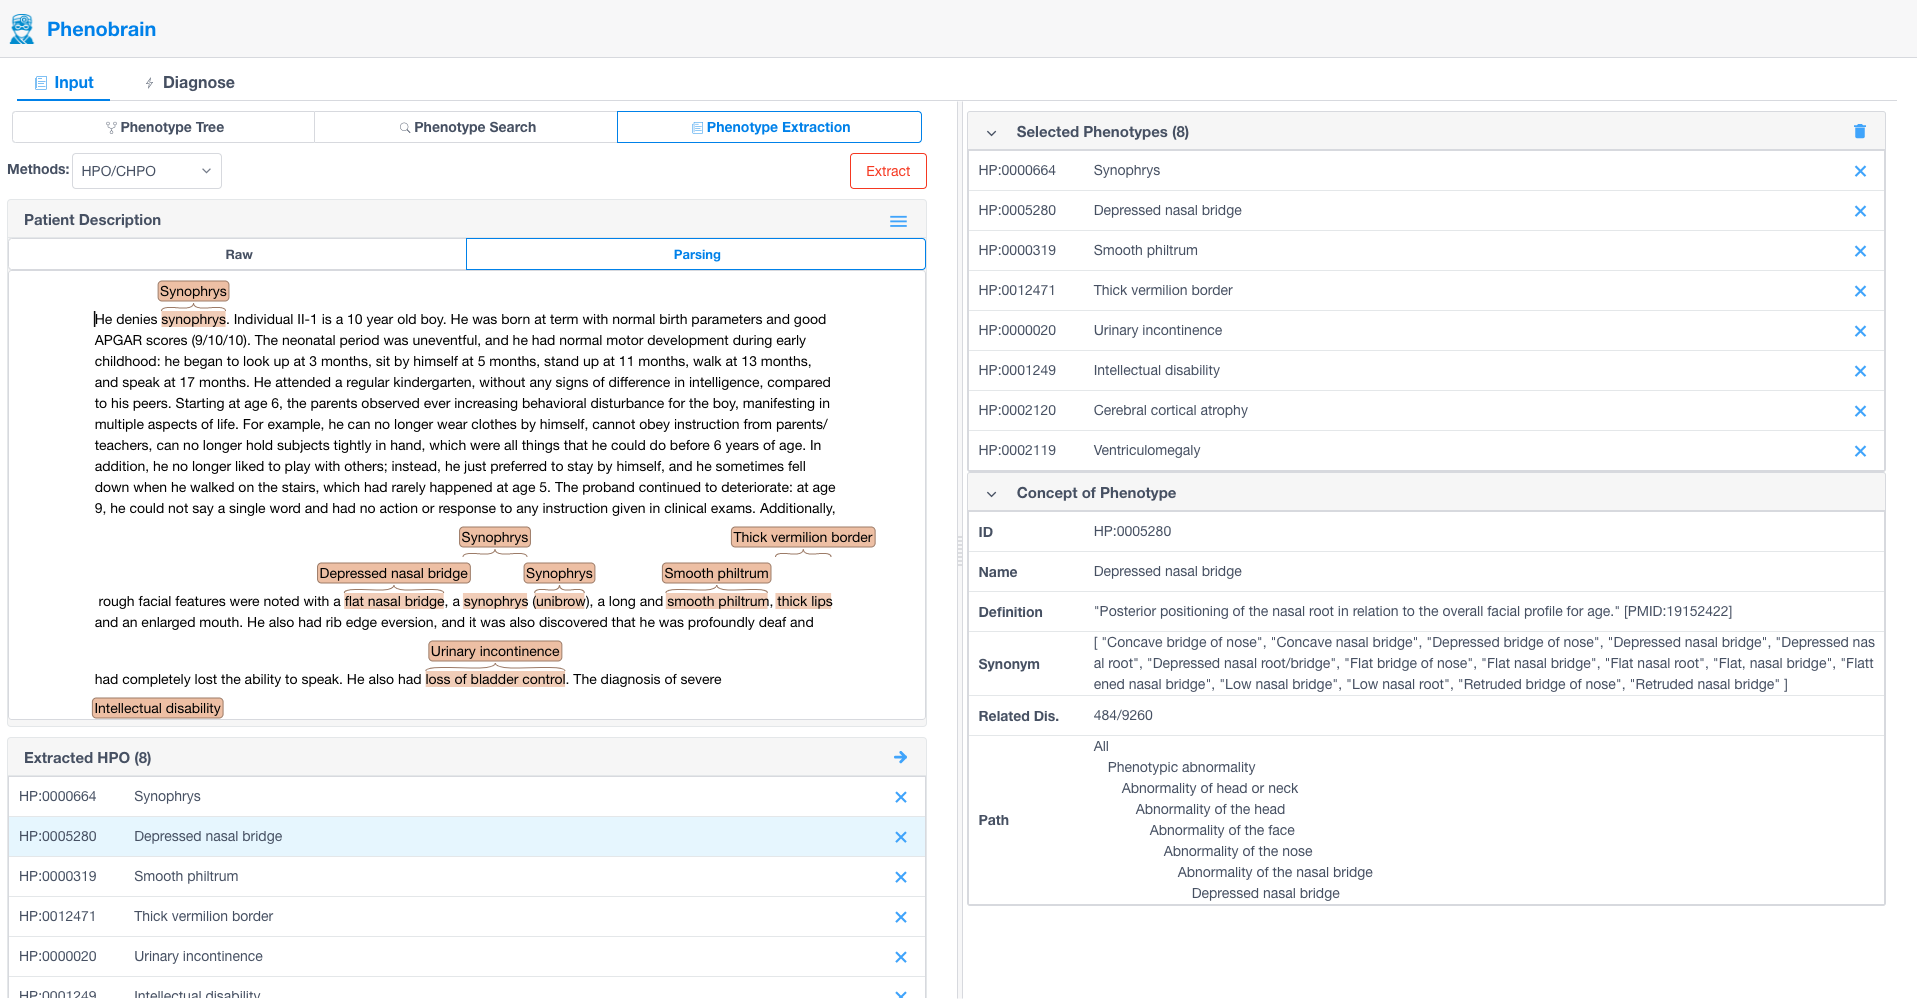 Phenobrain
Input
Diagnose
Phenotype Tree
Phenotype Search
Phenotype Extraction
Methods: HPO/CHPO
Extract
Patient Description
Raw
Parsing
Synophrys
He denies synophrys. Individual II-1 is a 10 year old boy. He was born at term with normal birth parameters and good
APGAR scores (9/10/10). The neonatal period was uneventful, and he had normal motor development during early
childhood: he began to look up at 3 months, sit by himself at 5 months, stand up at 11 months, walk at 13 months,
and speak at 17 months. He attended a regular kindergarten, without any signs of difference in intelligence, compared
to his peers. Starting at age 6, the parents observed ever increasing behavioral disturbance for the boy, manifesting in
multiple aspects of life. For example, he can no longer wear clothes by himself, cannot obey instruction from parents/
teachers, can no longer hold subjects tightly in hand, which were all things that he could do before 6 years of age. In
addition, he no longer liked to play with others; instead, he just preferred to stay by himself, and he sometimes fell
down when he walked on the stairs, which had rarely happened at age 5. The proband continued to deteriorate: at age
9, he could not say a single word and had no action or response to any instruction given in clinical exams. Additionally,
Synophrys
Thick vermilion border
Depressed nasal bridge
Synophrys
Smooth philtrum
rough facial features were noted with a flat nasal bridge, a synophrys (unibrow), a long and smooth philtrum, thick lips
and an enlarged mouth. He also had rib edge eversion, and it was also discovered that he was profoundly deaf and
Urinary incontinence
had completely lost the ability to speak. He also had loss of bladder control. The diagnosis of severe
Intellectual disability
Extracted HPO (8)
HP:0000664 Synophrys
HP:0005280 Depressed nasal bridge
HP:0000319 Smooth philtrum
HP:0012471 Thick vermilion border
HP:0000020 Urinary incontinence
HP:0001249 Intellectual disability
Selected Phenotypes (8)
HP:0000664 Synophrys
HP:0005280 Depressed nasal bridge
HP:0000319 Smooth philtrum
HP:0012471 Thick vermilion border
HP:0000020 Urinary incontinence
HP:0001249 Intellectual disability
HP:0002120 Cerebral cortical atrophy
HP:0002119 Ventriculomegaly
Concept of Phenotype
ID HP:0005280
Name Depressed nasal bridge
Definition "Posterior positioning of the nasal root in relation to the overall facial profile for age." [PMID:19152422]
Synonym
[ "Concave bridge of nose", "Concave nasal bridge", "Depressed bridge of nose", "Depressed nasal bridge", "Depressed nas
al root", "Depressed nasal root/bridge", "Flat bridge of nose", "Flat nasal bridge", "Flat nasal root", "Flat, nasal bridge", "Flatt
ened nasal bridge", "Low nasal bridge", "Low nasal root", "Retruded bridge of nose", "Retruded nasal bridge" ]
Related Dis. 484/9260
Path
All
Phenotypic abnormality
Abnormality of head or neck
Abnormality of the head
Abnormality of the face
Abnormality of the nose
Abnormality of the nasal bridge
Depressed nasal bridge